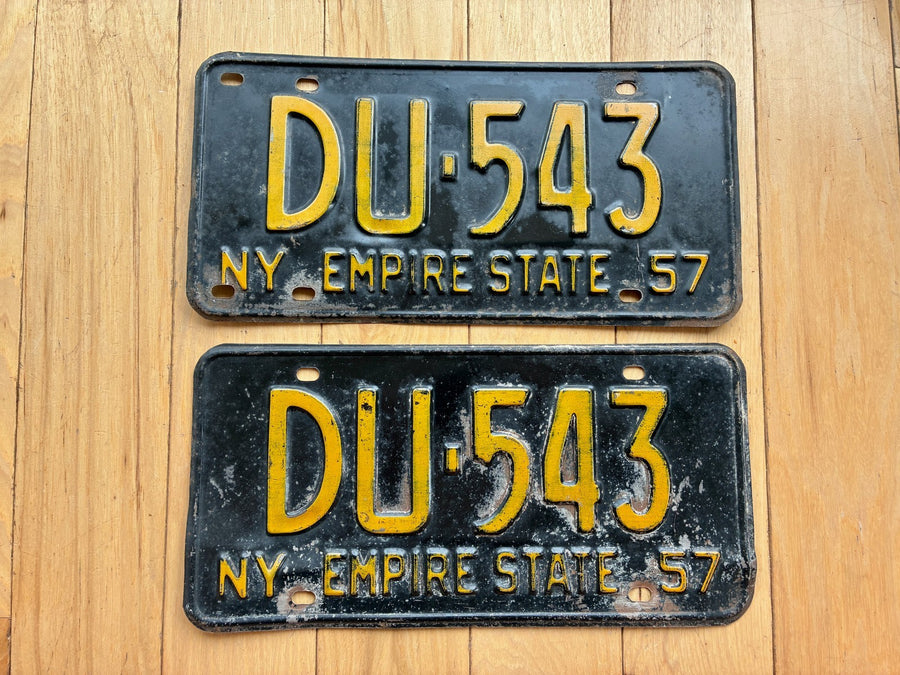 DU·543
NY EMPIRE STATE 57
DU·543
NY EMPIRE STATE 57